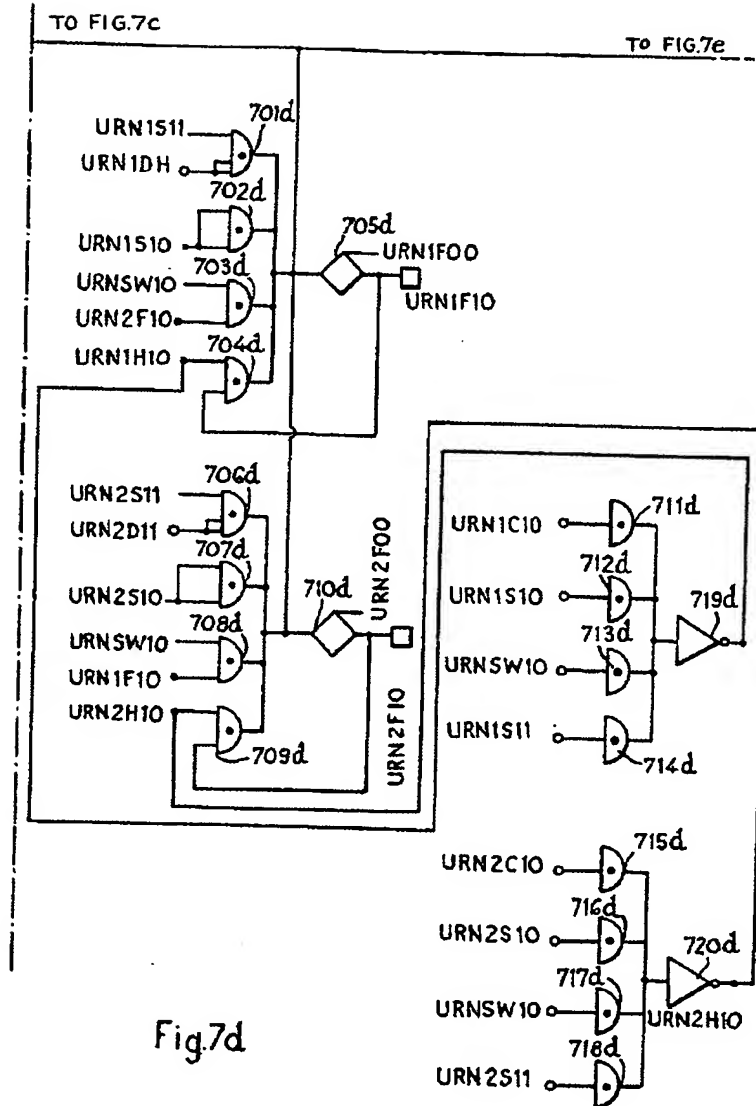 TO FIG.7c
TO FIG.7e
URN1S11
701d
URN1DH
702d
URN1S10
703d
705d
URN1F00
URNSW10
URN1F10
URN2F10
704d
URN1H10
706d
URN2S11
URN2D11
707d
URN2S10
710d
URN2F00
708d
URNSW10
URN1F10
URN2H10
709d
URN2F10
711d
URN1C10
712d
URN1S10
719d
713d
URNSW10
URN1S11
714d
715d
URN2C10
716d
URN2S10
720d
717d
URNSW10
URN2H10
718d
URN2S11
Fig.7d